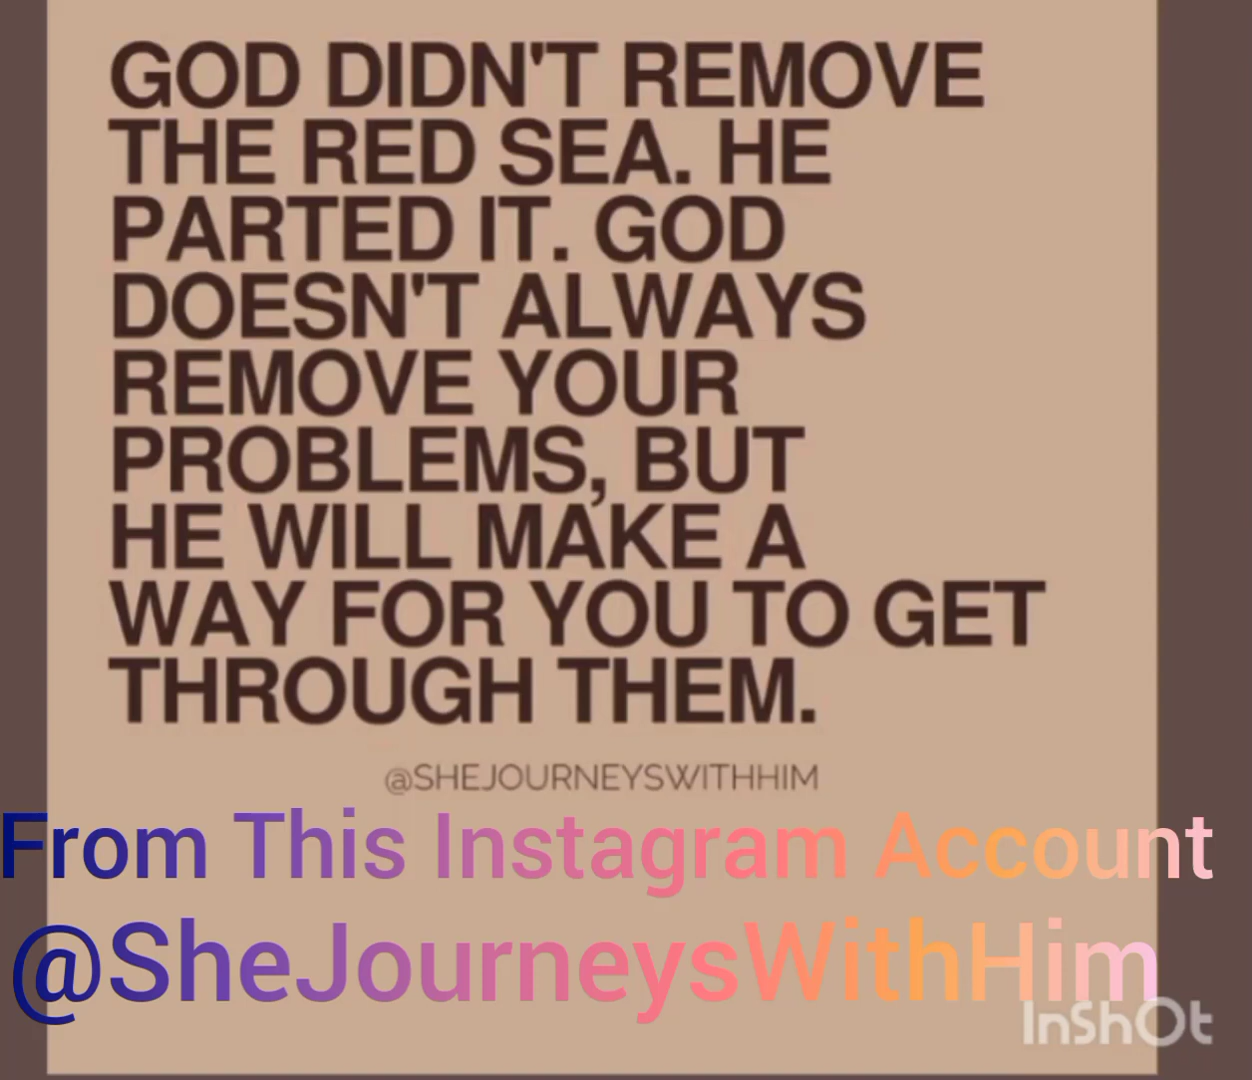 GOD DIDN'T REMOVE
THE RED SEA. HE
PARTED IT. GOD
DOESN'T ALWAYS
REMOVE YOUR
PROBLEMS, BUT
HE WILL MAKE A
WAY FOR YOU TO GET
THROUGH THEM.
@SHEJOURNEYSWITHHIM
From This Instagram Account
@SheJourneysWithHim
InShOt